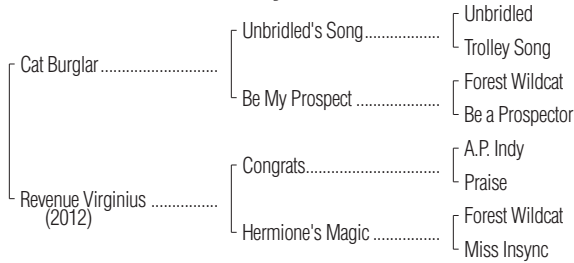 Unbridled
Unbridled's Song
Trolley Song
Cat Burglar
Forest Wildcat
Be My Prospect
Be a Prospector
A.P. Indy
Congrats
Praise
Revenue Virginius
(2012)
Forest Wildcat
Hermione's Magic
Miss Insync